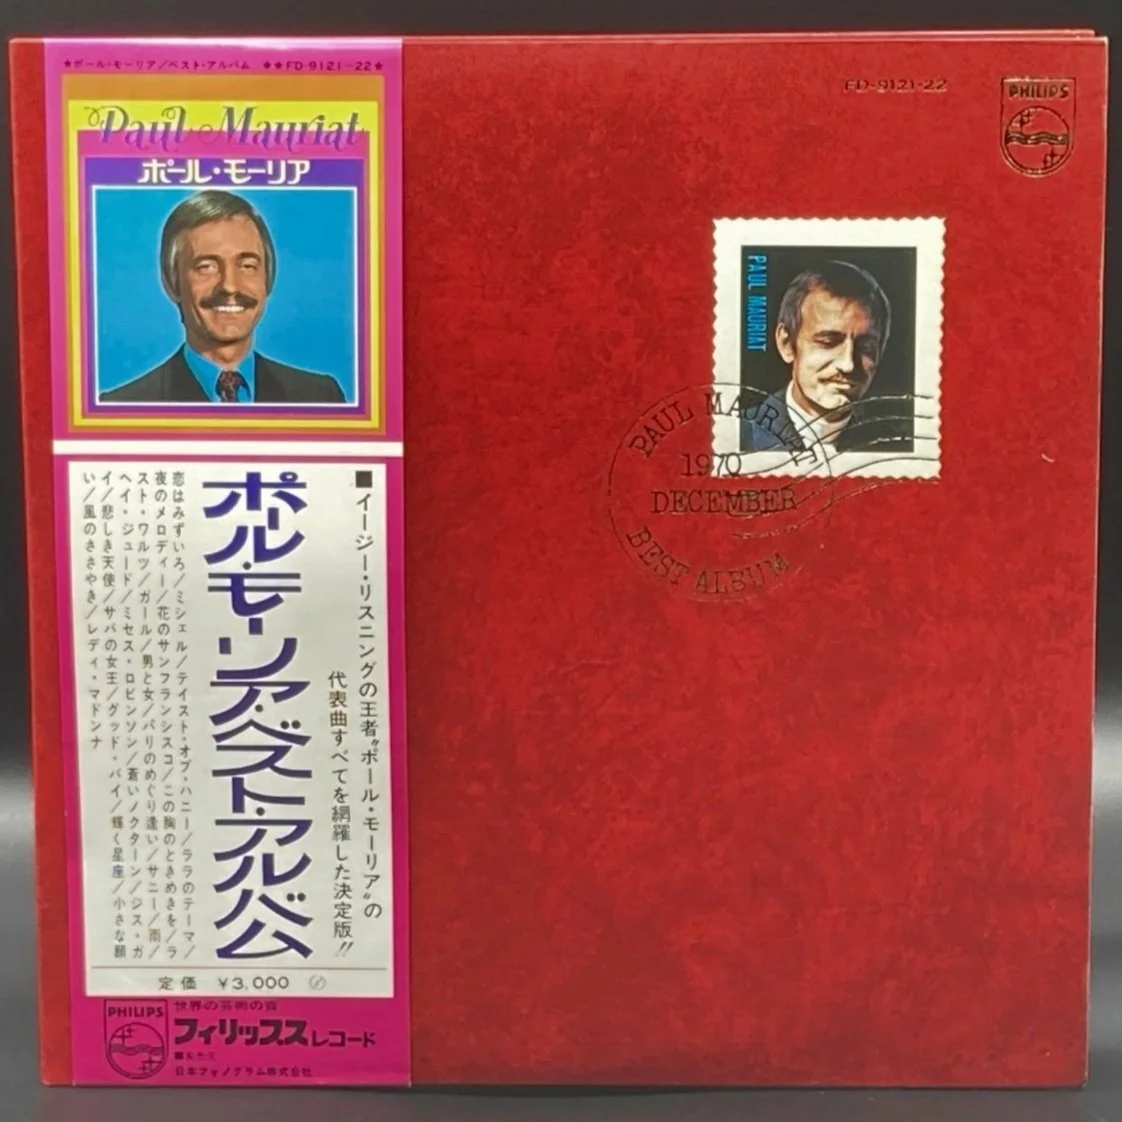 ★ポール・モーリア/ベスト・アルバム ★★FD-9121-22★
Paul Mauriat
ポール・モーリア
■イージー・リスニングの王者“ポール・モーリア”の
代表曲すべてを網羅した決定版!!
ポール・モーリア・ベスト・アルバム
恋はみずいろ/ミシェル/テイスト・オブ・ハニー/ララのテーマ/
夜のメロディー/花のサンフランシスコ/この胸のときめきを/ラ
スト・ワルツ/ガール/男と女/パリのめぐり逢い/サニー/雨/
ヘイ・ジュード/ミセス・ロビンソン/蒼いノクターン/ジス・ガ
イ/悲しき天使/サバの女王/グッド・バイ/輝く星座/小さな願
い/風のささやき/レディ・マドンナ
定価 ¥3,000
PHILIPS
世界の芸術の音
フィリップスレコード
■発売元
日本フォノグラム株式会社
FD-9121-22
PHILIPS
PAUL MAURIAT
PAUL MAURIAT
1970
DECEMBER
BEST ALBUM